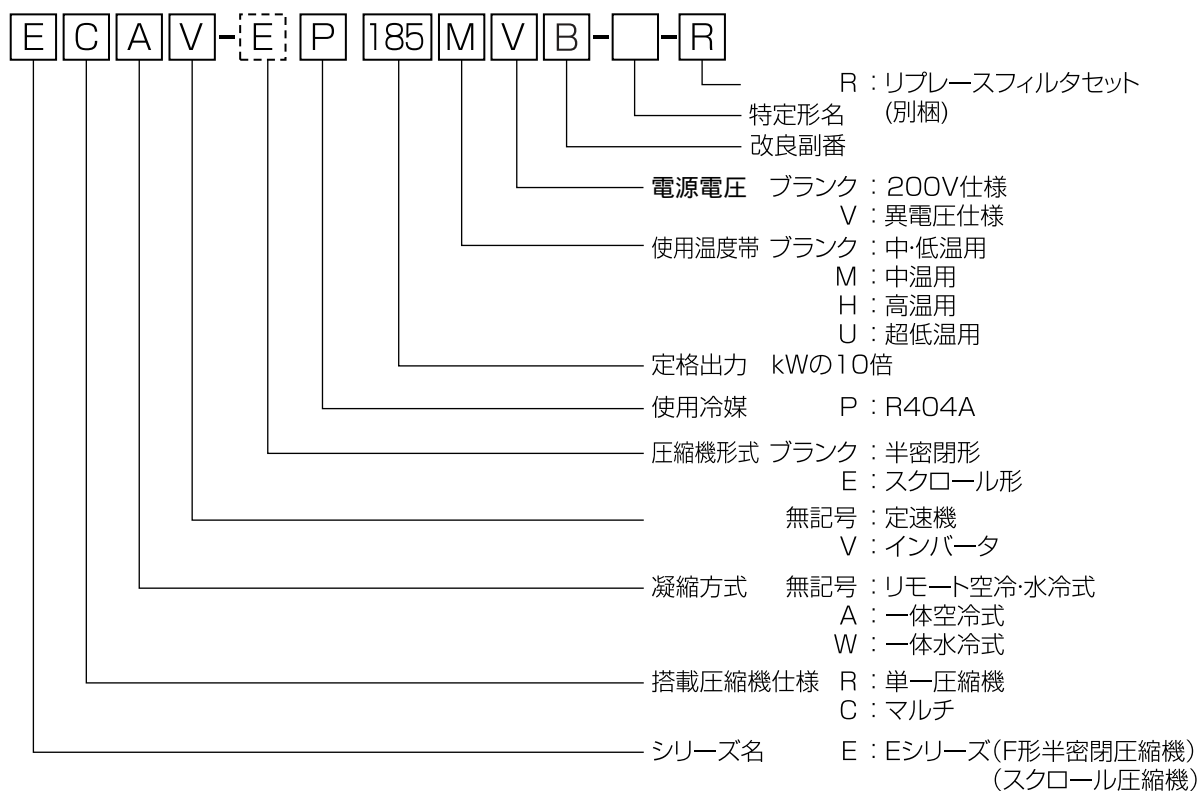 ECAV-EP185MVB-□-R
R：リプレースフィルタセット
特定形名 (別梱)
改良副番
電源電圧 ブランク：200V仕様
V：異電圧仕様
使用温度帯 ブランク：中・低温用
M：中温用
H：高温用
U：超低温用
定格出力 kWの10倍
使用冷媒 P：R404A
圧縮機形式 ブランク：半密閉形
E：スクロール形
無記号：定速機
V：インバータ
凝縮方式 無記号：リモート空冷・水冷式
A：一体空冷式
W：一体水冷式
搭載圧縮機仕様 R：単一圧縮機
C：マルチ
シリーズ名 E：Eシリーズ(F形半密閉圧縮機)
(スクロール圧縮機)